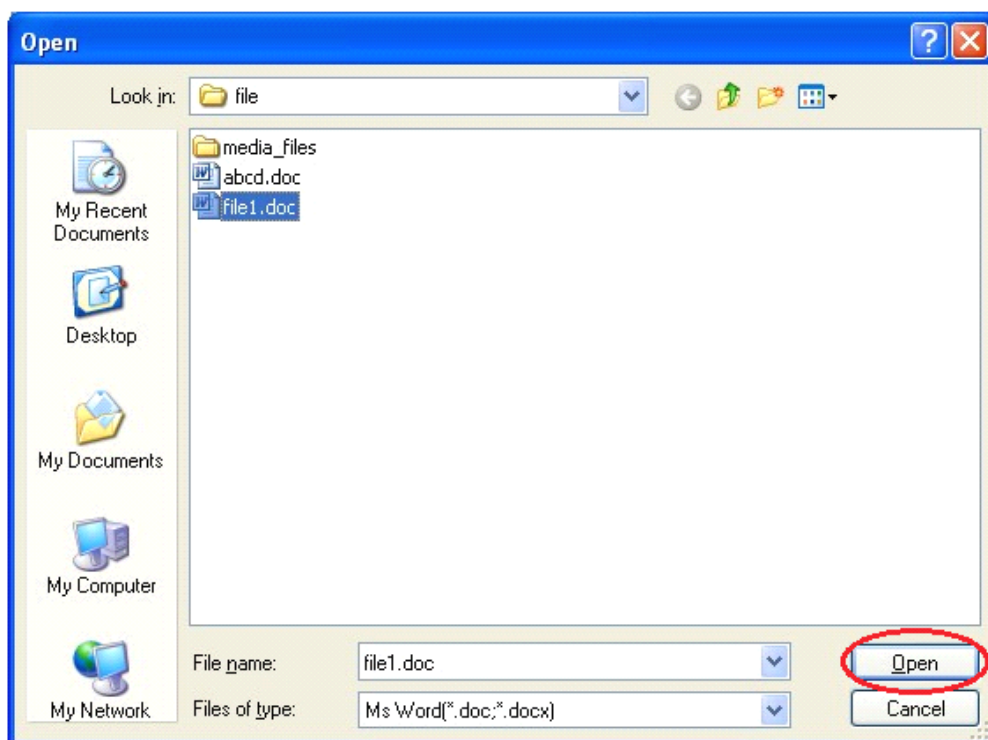 Open
Look in: file
media_files
abcd.doc
file1.doc
My Recent
Documents
Desktop
My Documents
My Computer
My Network
File name: file1.doc Open
Files of type: Ms Word(*.doc;*.docx) Cancel